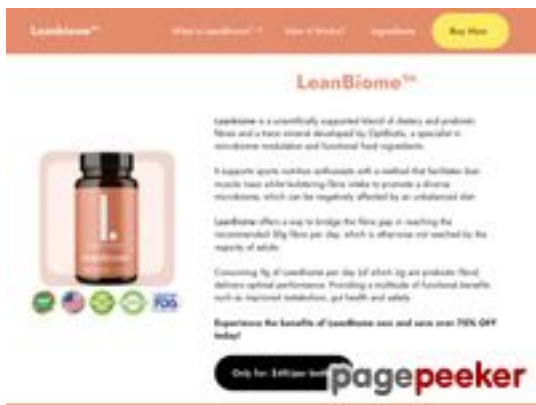 Leanbiome™ What is LeanBiome? How it Works? Ingredients Buy Now
LeanBiome™
Leanbiome is a scientifically supported blend of dietary and prebiotic
fibres and a trace mineral developed by OptiBiotix, a specialist in
microbiome modulation and functional food ingredients
It supports sports nutrition enthusiasts with a method that facilitates lean
muscle mass whilst bolstering fibre intake to promote a diverse
microbiome, which can be negatively affected by an unbalanced diet
LeanBiome offers a way to bridge the fibre gap in reaching the
recommended 30g fibre per day, which is otherwise not reached by the
majority of adults
Consuming of LeanBiome per day (of which are prebiotic fibre)
delivers optimal performance. Providing a multitude of functional benefits
such as improved metabolism, gut health and satiety
Experience the benefits of LeanBiome now and save over 70% OFF
today!
Only for:
pagepeeker